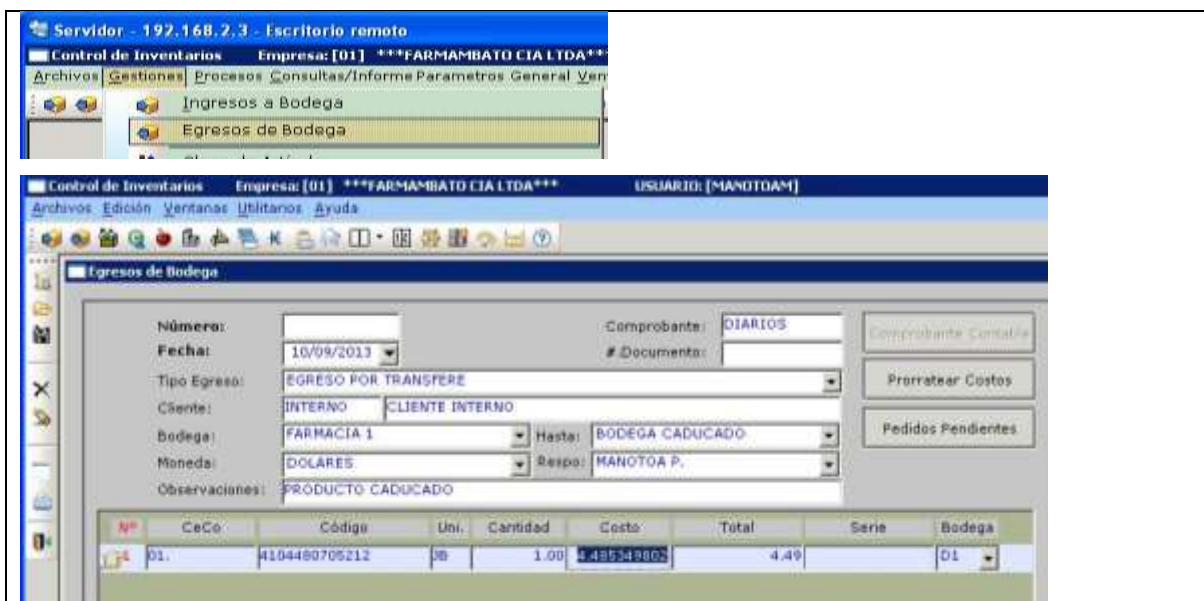 Servidor - 192.168.2.3 - Escritorio remoto
Control de Inventarios Empresa: [01] ***FARMAMBATO CIA LTDA**
Archivos Gestiones Procesos Consultas/Informe Parametros General Ven
Ingresos a Bodega
Egresos de Bodega
Control de Inventarios Empresa: [01] ***FARMAMBATO CIA LTDA*** USUARIO: [MANOTOAM]
Archivos Edición Ventanas Utilitarios Ayuda
Egresos de Bodega
Número: Comprobante: DIARIOS Comprobante Contable
Fecha: 10/09/2013 # Documento:
Tipo Egreso: EGRESO POR TRANSFERE Prorratear Costos
Cliente: INTERNO CLIENTE INTERNO
Bodega: FARMACIA 1 Hasta: BODEGA CADUCADO Pedidos Pendientes
Moneda: DOLARES Respo: MANOTOA P.
Observaciones: PRODUCTO CADUCADO
Nº CeCo Código Uni. Cantidad Costo Total Serie Bodega
01. 4104480705212 1.00 4.485349802 4.49 D1